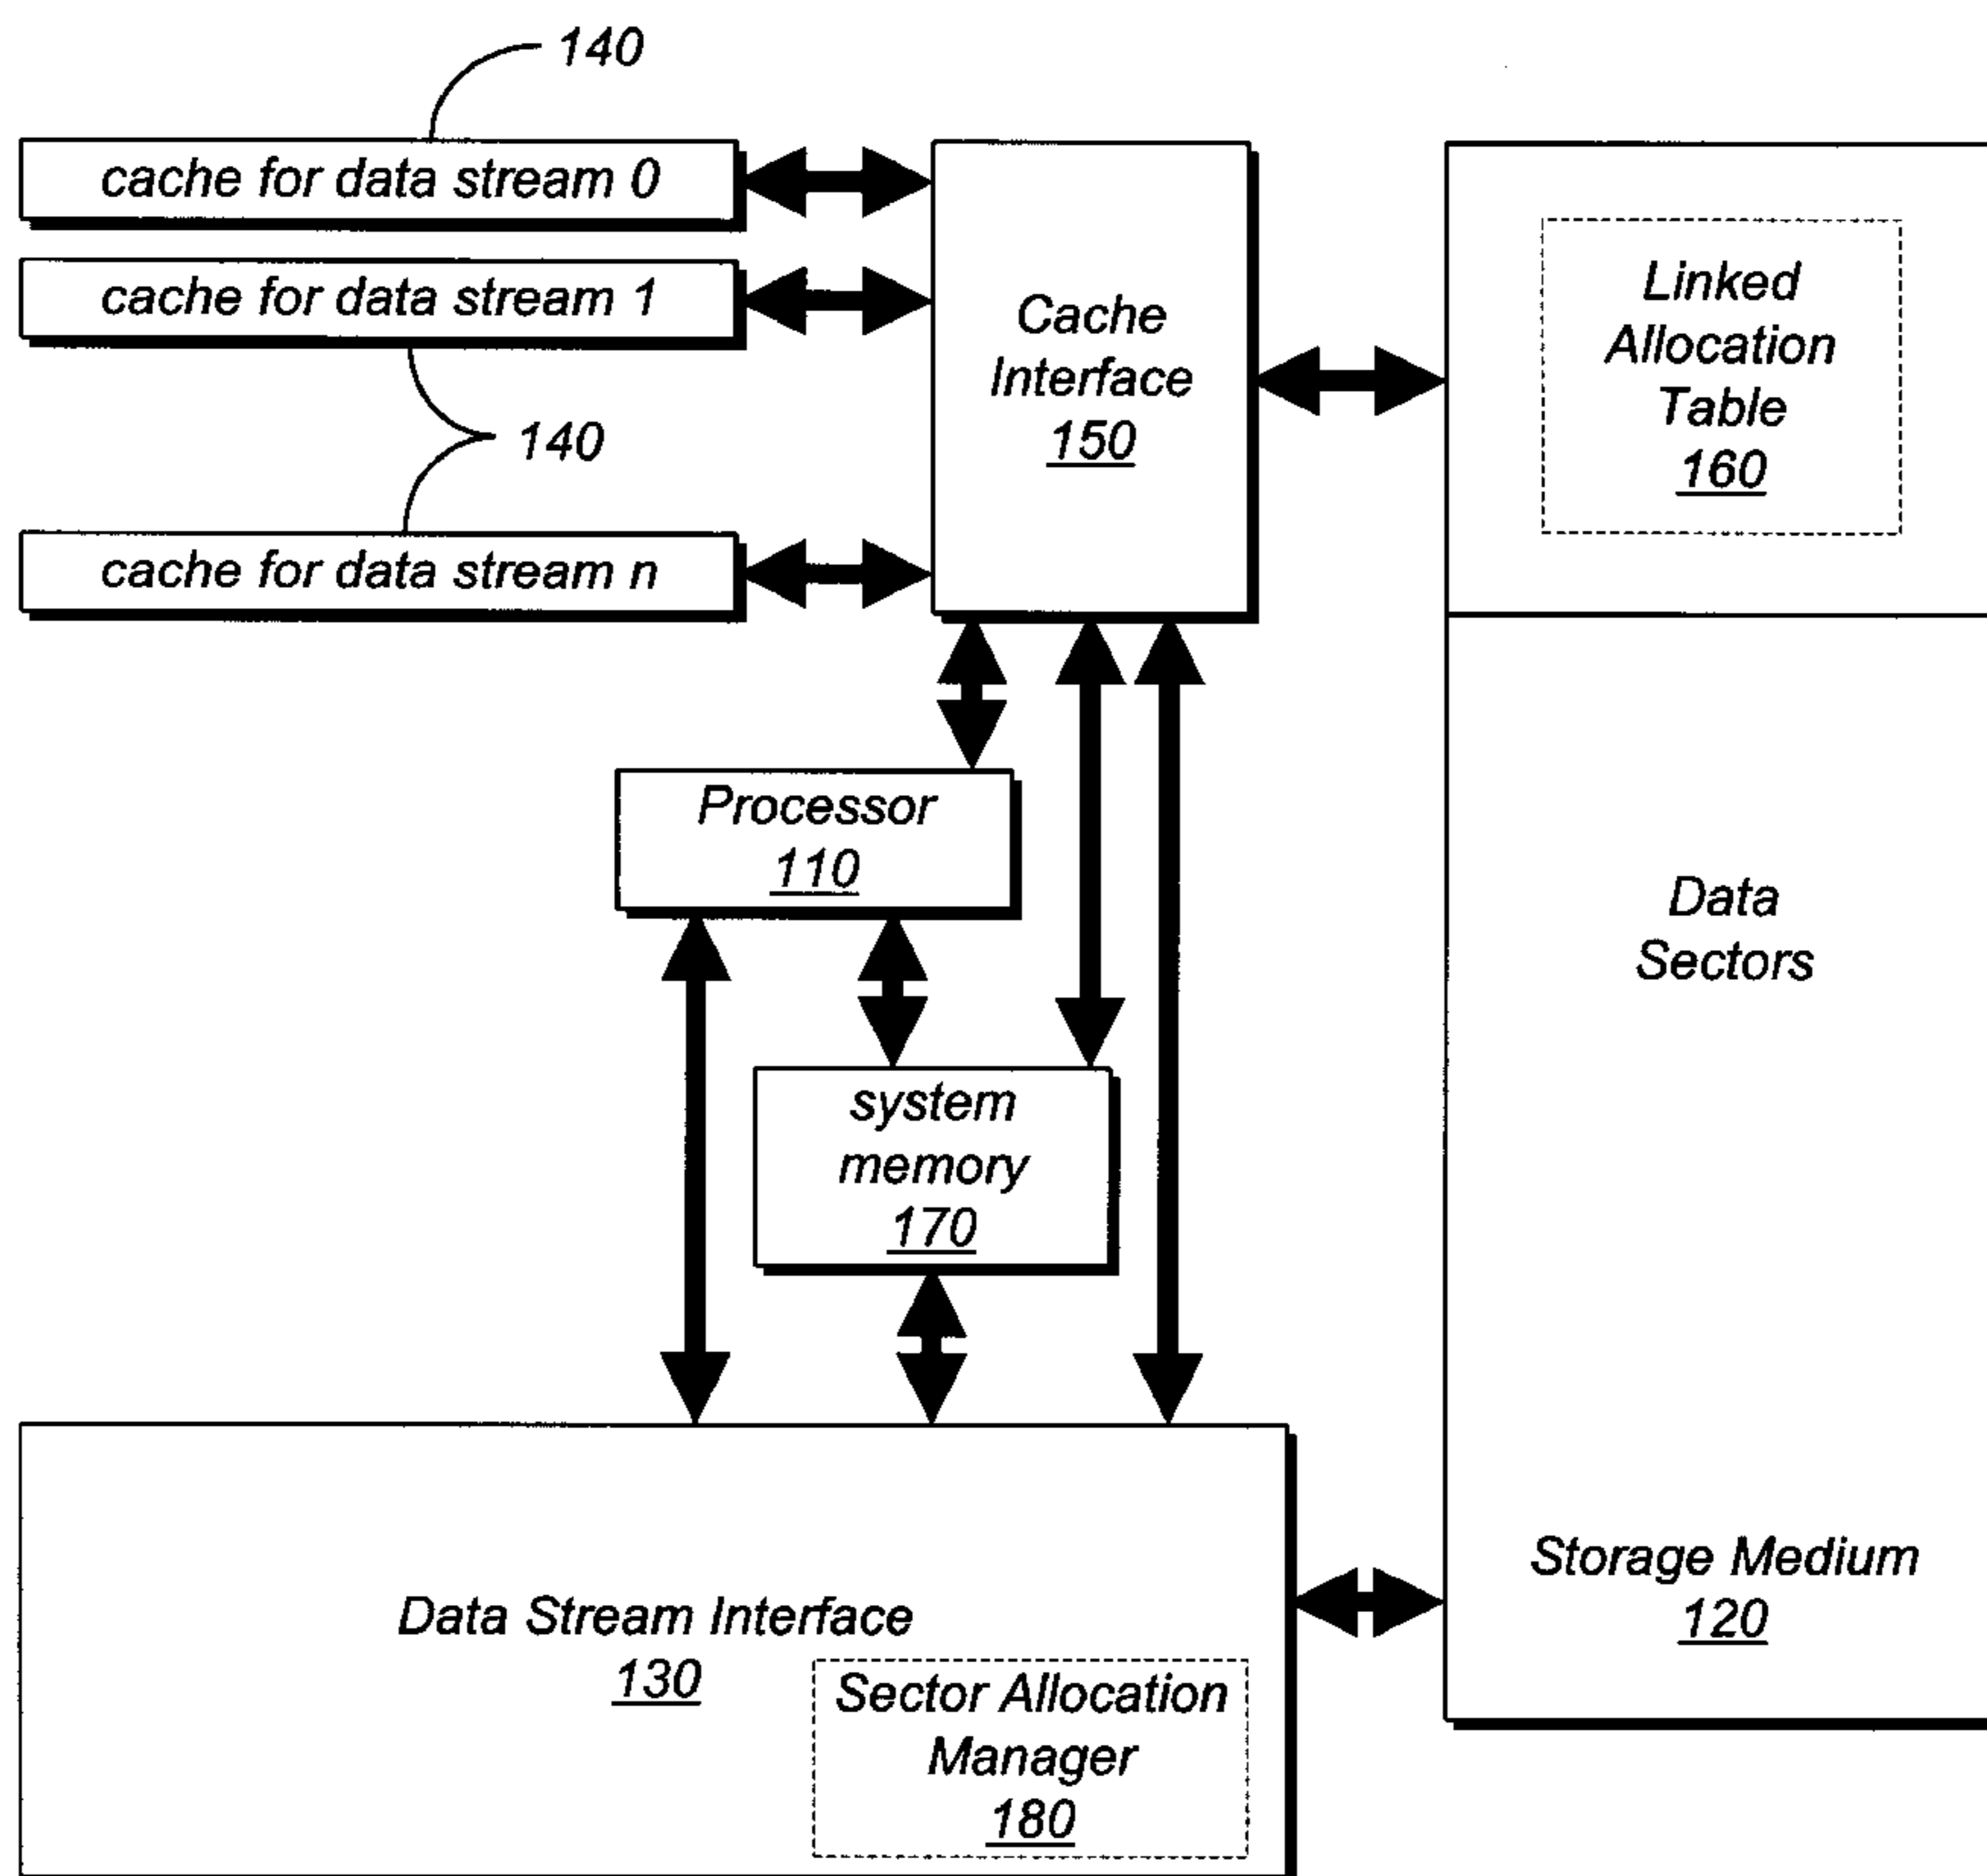 140
cache for data stream 0
cache for data stream 1
140
cache for data stream n
Cache
Interface
150
Linked
Allocation
Table
160
Processor
110
Data
Sectors
system
memory
170
Storage Medium
120
Data Stream Interface
130
Sector Allocation
Manager
180